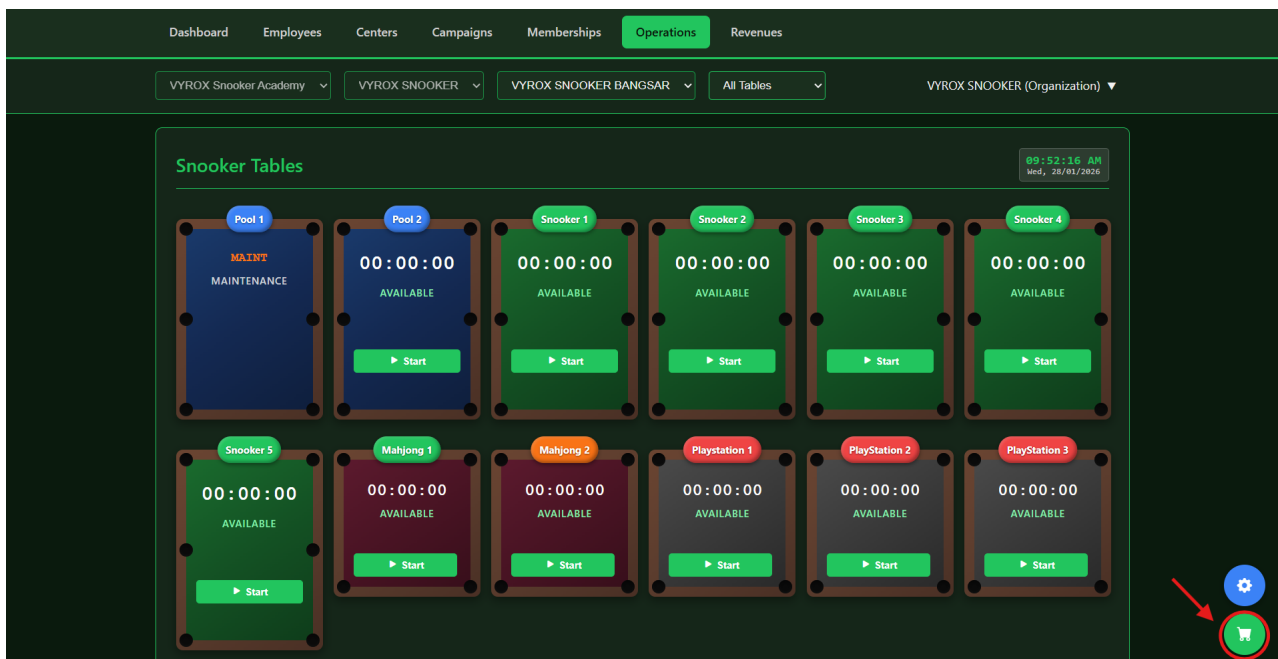 Dashboard Employees Centers Campaigns Memberships Operations Revenues
VYROX Snooker Academy VYROX SNOOKER VYROX SNOOKER BANGSAR All Tables VYROX SNOOKER (Organization) ▼
Snooker Tables
09:52:16 AM
Wed, 28/01/2026
Pool 1 Pool 2 Snooker 1 Snooker 2 Snooker 3 Snooker 4
MAINT 00:00:00 00:00:00 00:00:00 00:00:00 00:00:00
MAINTENANCE AVAILABLE AVAILABLE AVAILABLE AVAILABLE AVAILABLE
Start Start Start Start Start
Snooker 5 Mahjong 1 Mahjong 2 Playstation 1 PlayStation 2 PlayStation 3
00:00:00 00:00:00 00:00:00 00:00:00 00:00:00 00:00:00
AVAILABLE AVAILABLE AVAILABLE AVAILABLE AVAILABLE AVAILABLE
Start Start Start Start Start Start